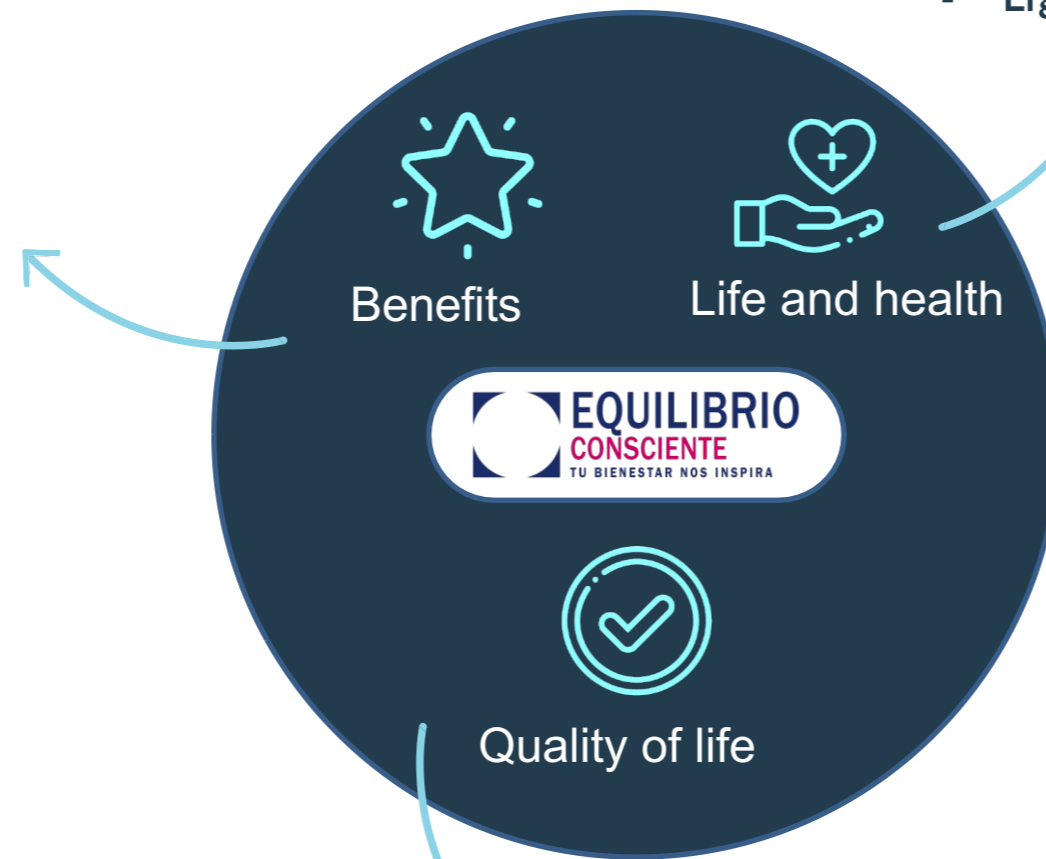 Benefits
Life and health
EQUILIBRIO
CONSCIENTE
TU BIENESTAR NOS INSPIRA
Quality of life